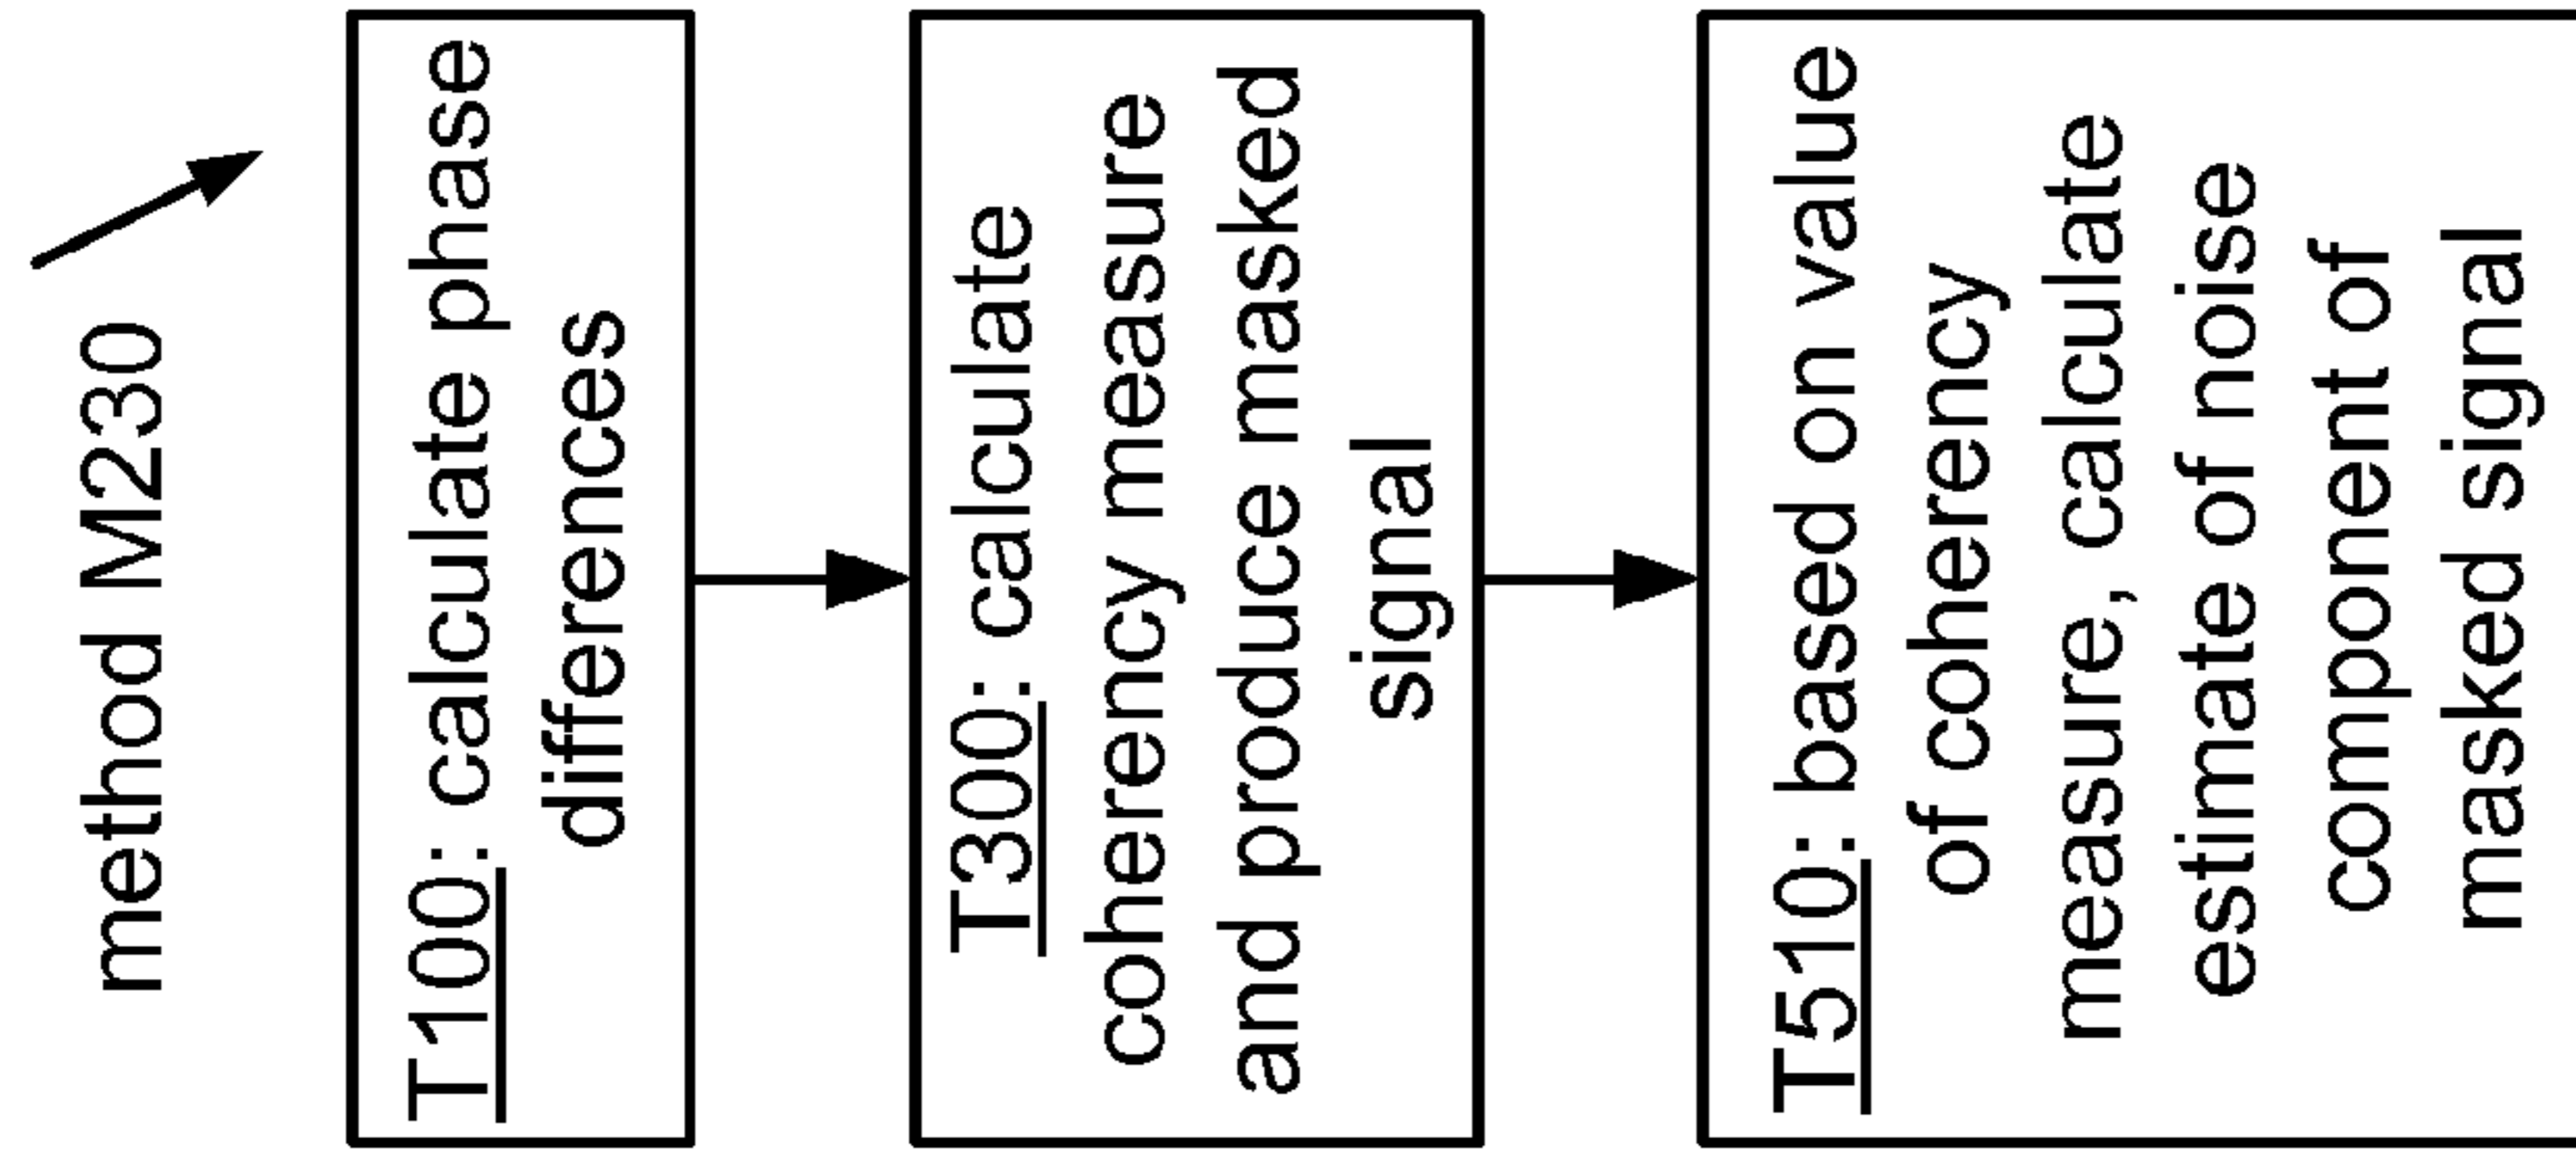 method M230
T100: calculate phase
differences
T300: calculate
coherency measure
and produce masked
signal
T510: based on value
of coherency
measure, calculate
estimate of noise
component of
masked signal